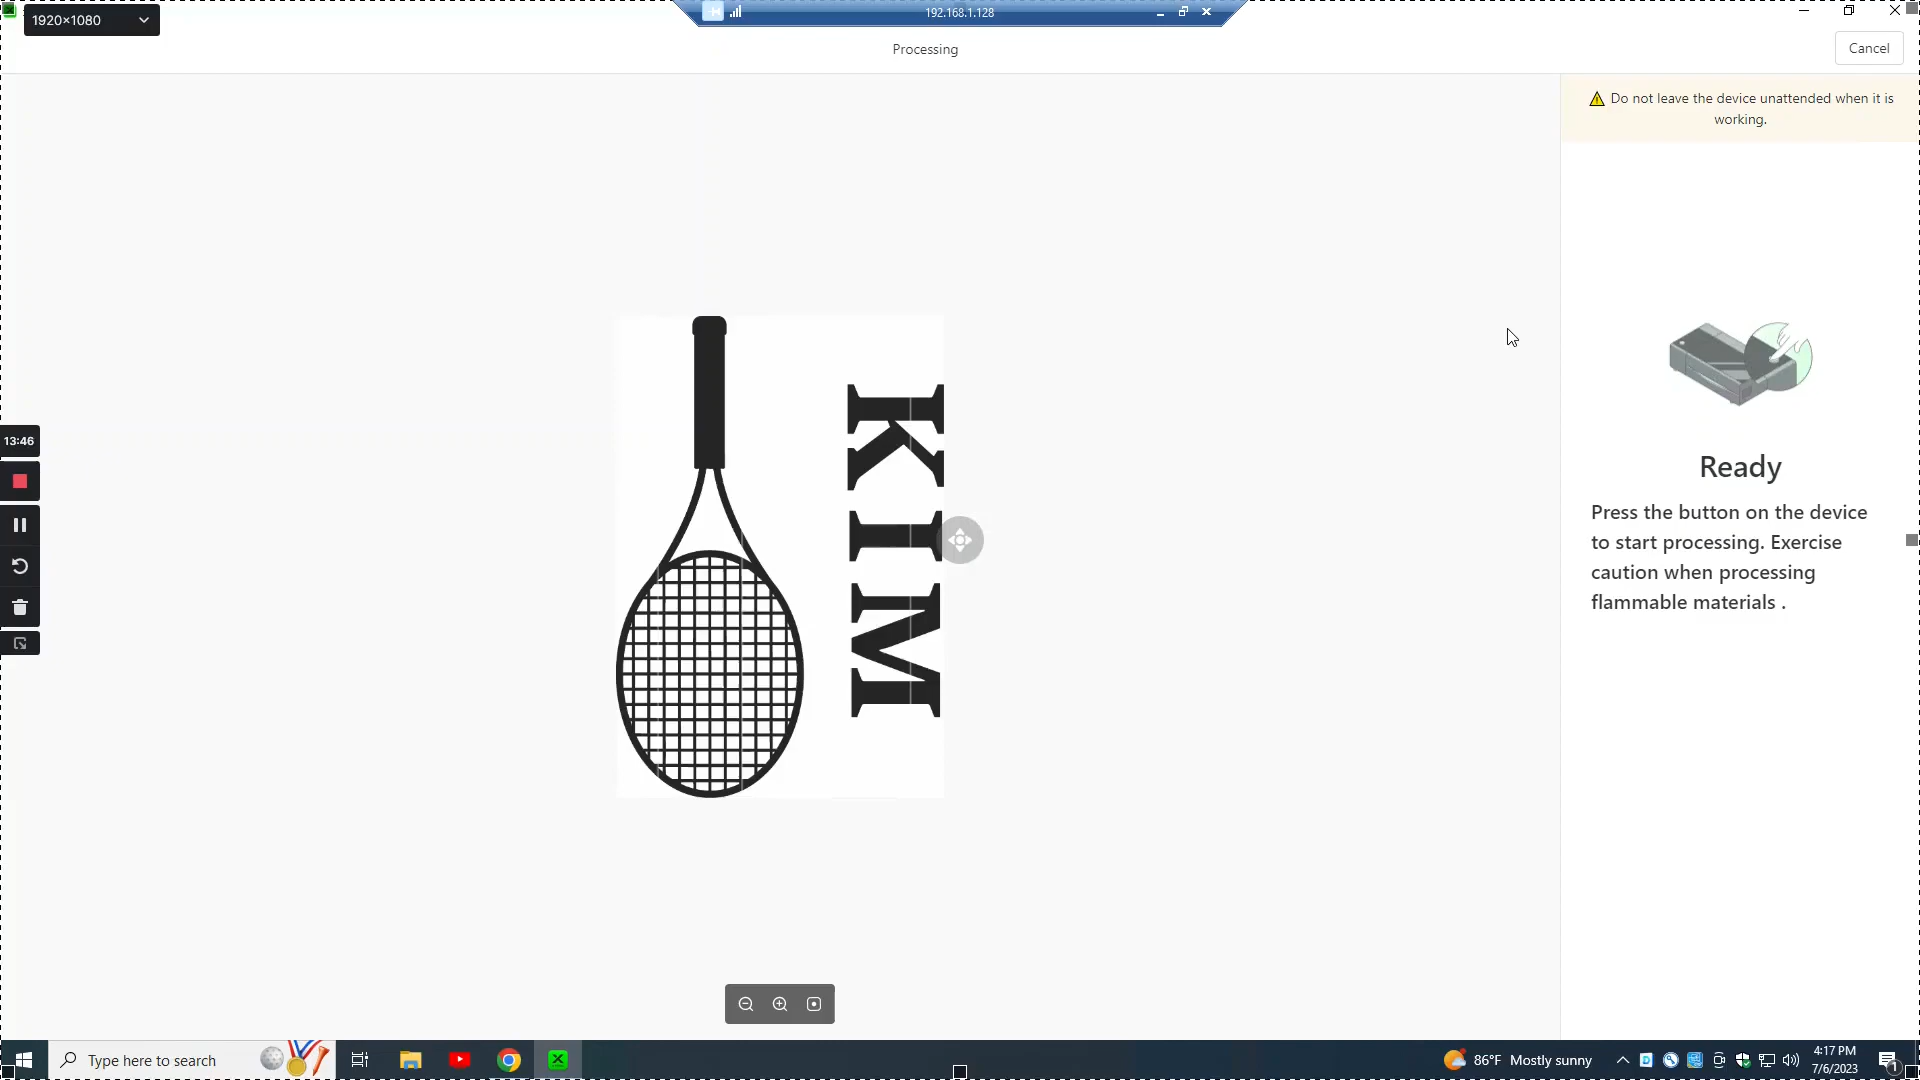 1920×1080
192.168.1.128
Processing
Cancel
Do not leave the device unattended when it is
working.
KIM
13:46
Ready
Press the button on the device
to start processing. Exercise
caution when processing
flammable materials .
Type here to search
86°F Mostly sunny
4:17 PM
7/6/2023
1